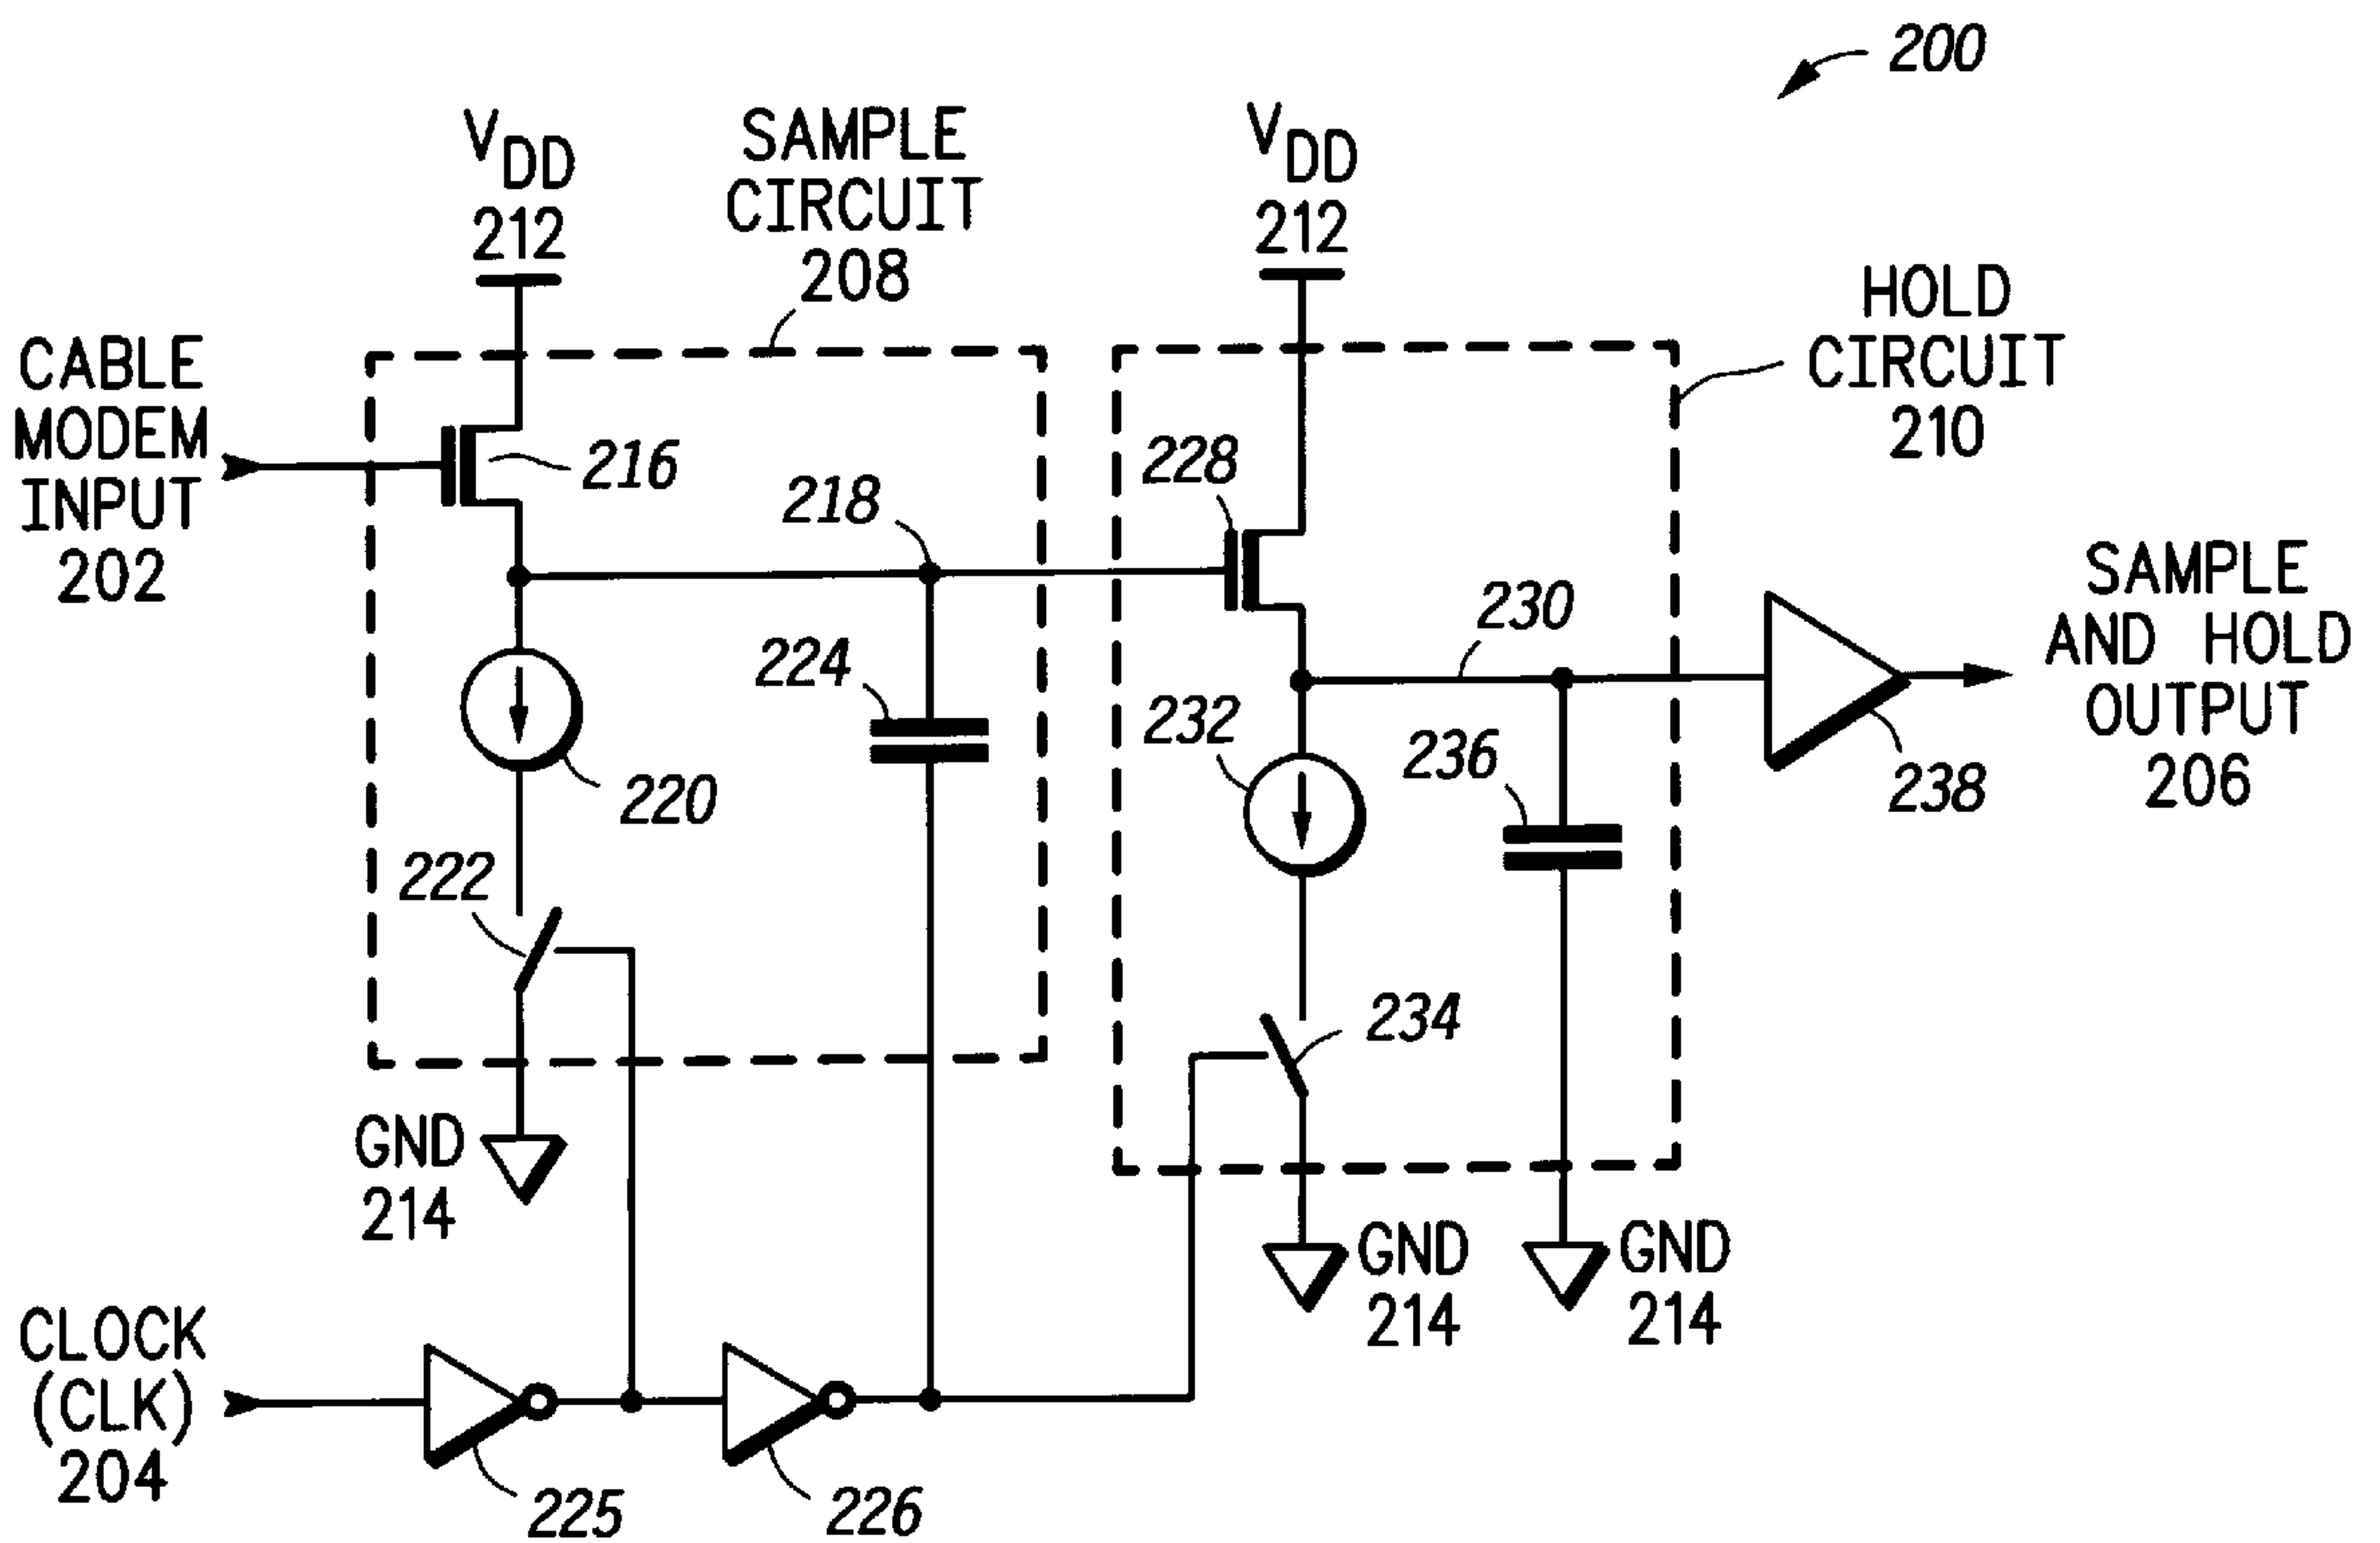 200
VDD
212
SAMPLE
CIRCUIT
208
VDD
212
HOLD
CIRCUIT
210
CABLE
MODEM
INPUT
202
216
218
228
230
SAMPLE
AND HOLD
OUTPUT
206
224
220
232
236
238
222
234
GND
214
GND
214
GND
214
CLOCK
(CLK)
204
225
226